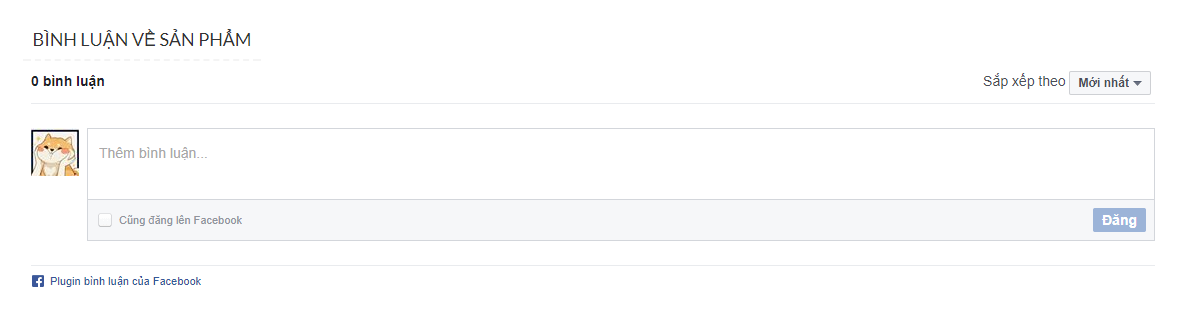 BÌNH LUẬN VỀ SẢN PHẨM
0 bình luận
Sắp xếp theo Mới nhất
Thêm bình luận...
Cũng đăng lên Facebook
Đăng
Plugin bình luận của Facebook